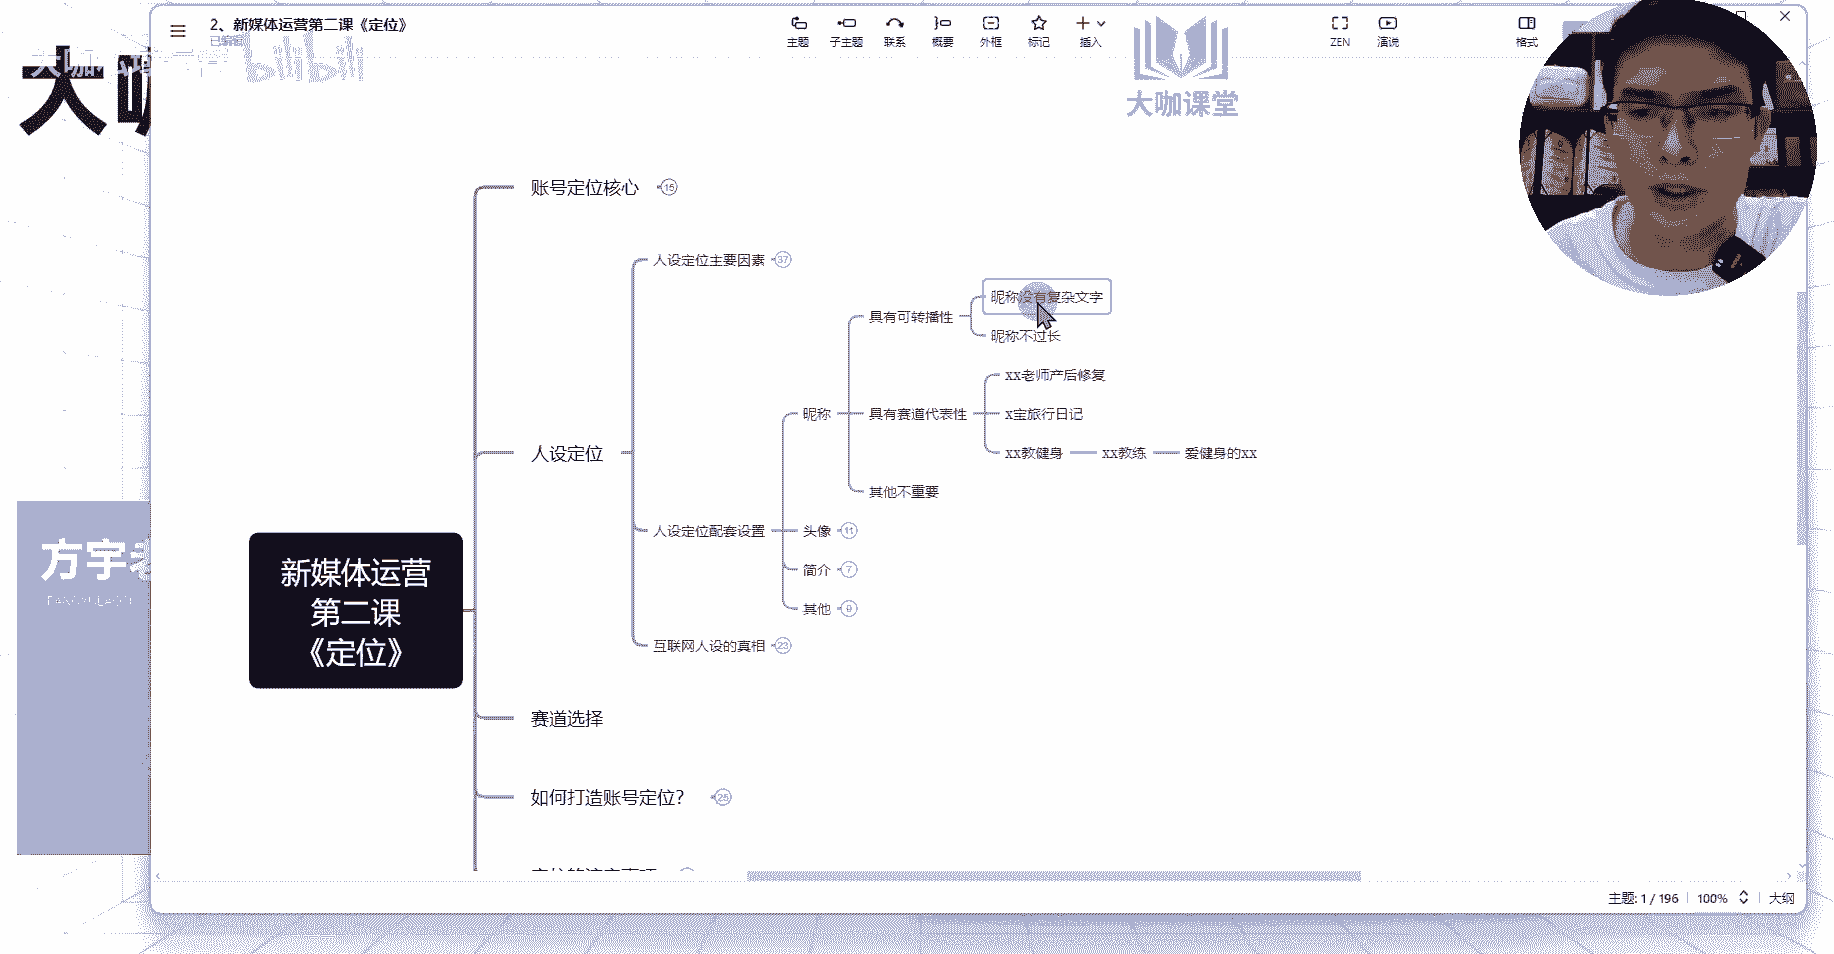 2、新媒体运营第二课《定位》
已编辑
主题
子主题
联系
概要
外框
标记
插入
ZEN
演说
格式
bilibili
大咖
大咖课堂
账号定位核心 15
人设定位主要因素 37
昵称没有复杂文字
具有可转播性
昵称不过长
xx老师产后修复
昵称
具有赛道代表性
x宝旅行日记
人设定位
xx教健身
xx教练
爱健身的xx
其他不重要
人设定位配套设置
头像 11
简介 7
其他 9
互联网人设的真相 23
新媒体运营
第二课
《定位》
赛道选择
如何打造账号定位? 25
方宇
主题: 1 / 196
100%
大纲